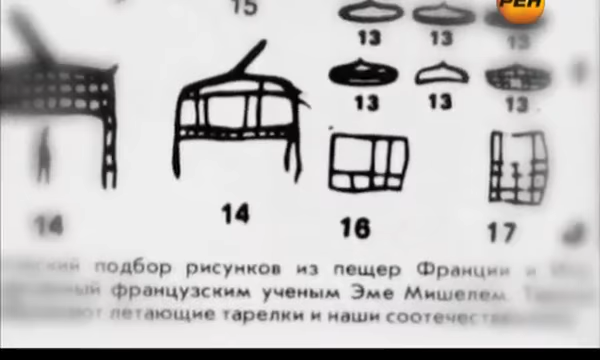 РЕН
15
13 13 13
13 13 13
14 14 16 17
подбор рисунков из пещер Франции и
французским ученым Эме Мишелем.
летающие тарелки и наши